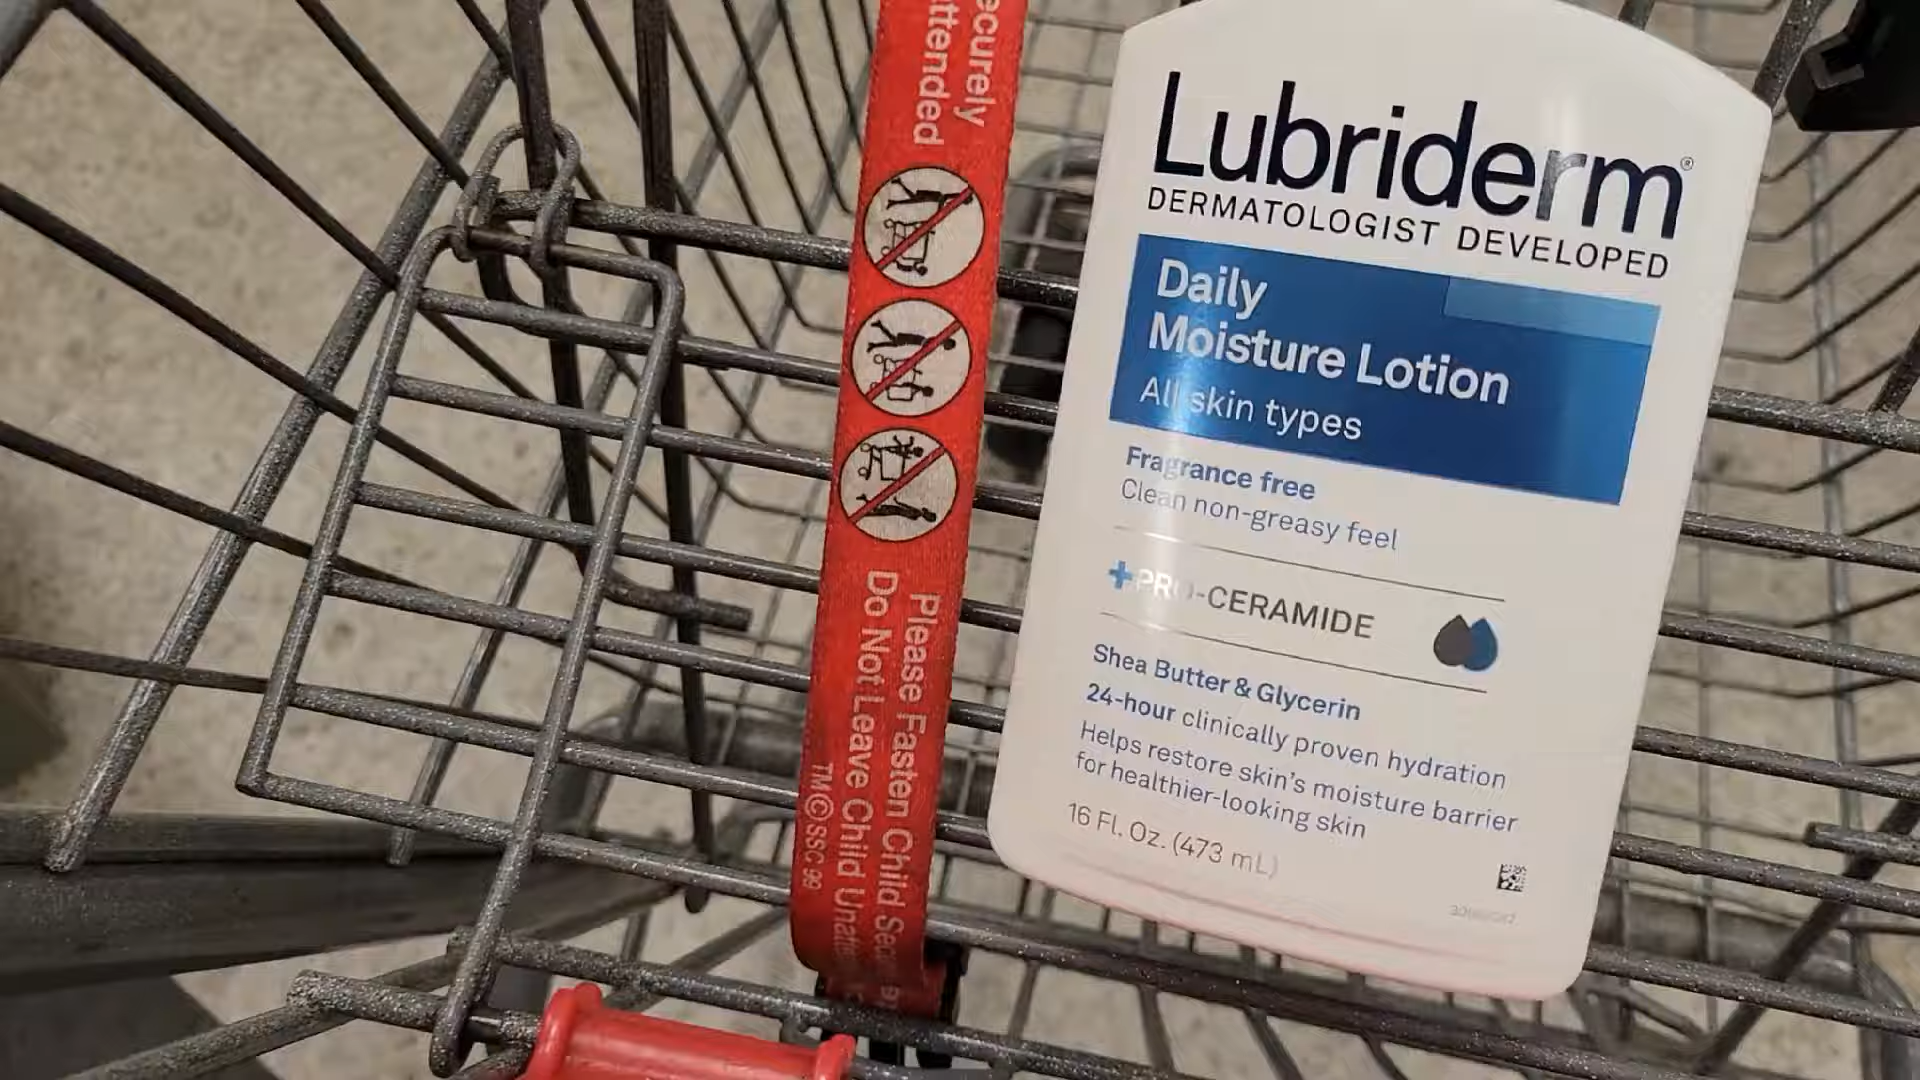 Securely
ttended
Please Fasten Child Secu
Do Not Leave Child Unatt
TM©SSC 99
Lubriderm®
DERMATOLOGIST DEVELOPED
Daily
Moisture Lotion
All skin types
Fragrance free
Clean non-greasy feel
+PRO-CERAMIDE
Shea Butter & Glycerin
24-hour clinically proven hydration
Helps restore skin's moisture barrier
for healthier-looking skin
16 Fl. Oz. (473 mL)